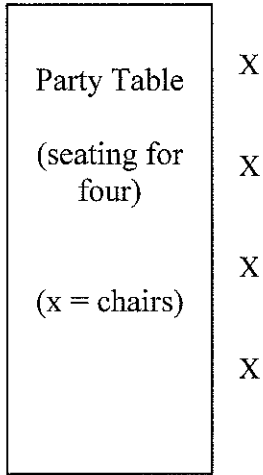 X
Party Table
X
(seating for
four)
X
(x = chairs)
X